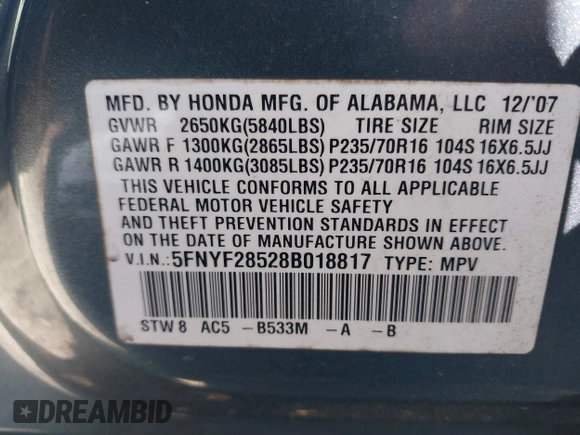 MFD. BY HONDA MFG. OF ALABAMA, LLC 12/'07
GVWR 2650KG(5840LBS) TIRE SIZE RIM SIZE
GAWR F 1300KG(2865LBS) P235/70R16 104S 16X6.5JJ
GAWR R 1400KG(3085LBS) P235/70R16 104S 16X6.5JJ
THIS VEHICLE CONFORMS TO ALL APPLICABLE
FEDERAL MOTOR VEHICLE SAFETY
AND THEFT PREVENTION STANDARDS IN EFFECT
ON THE DATE OF MANUFACTURE SHOWN ABOVE.
V.I.N.:5FNYF28528B018817 TYPE: MPV
STW8 AC5 -B533M -A -B
DREAMBID